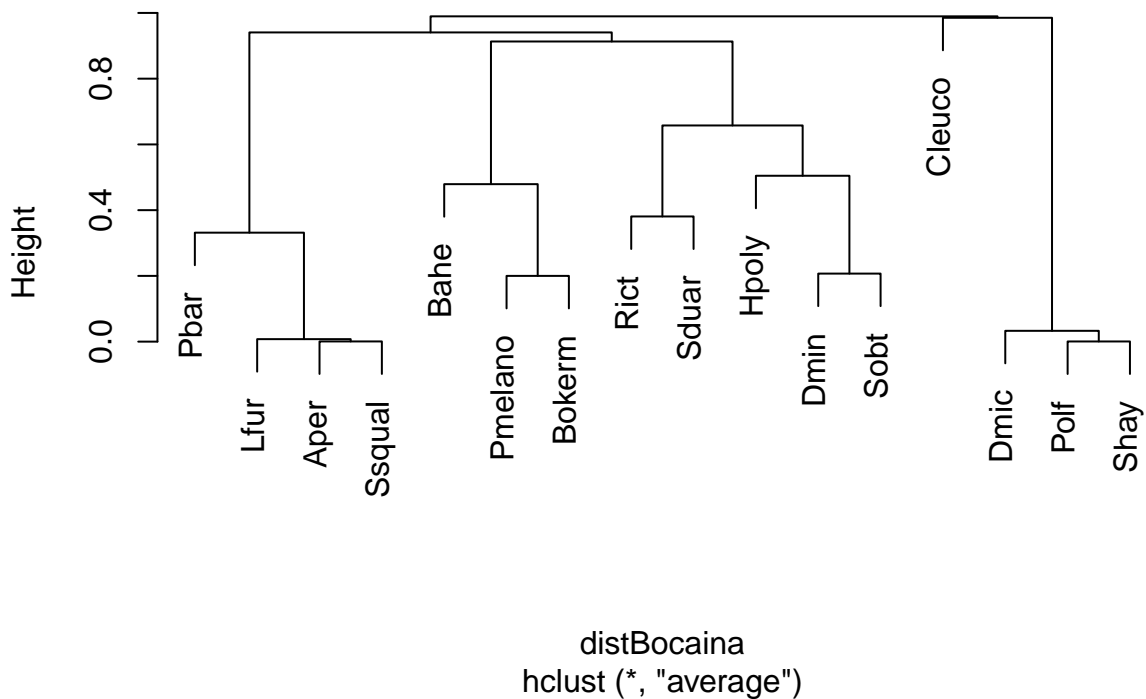 Height
0.8
0.4
0.0
Pbar
Lfur
Aper
Ssqual
Bahe
Pmelano
Bokerm
Rict
Sduar
Hpoly
Dmin
Sobt
Cleuco
Dmic
Polf
Shay
distBocaina
hclust (*, "average")